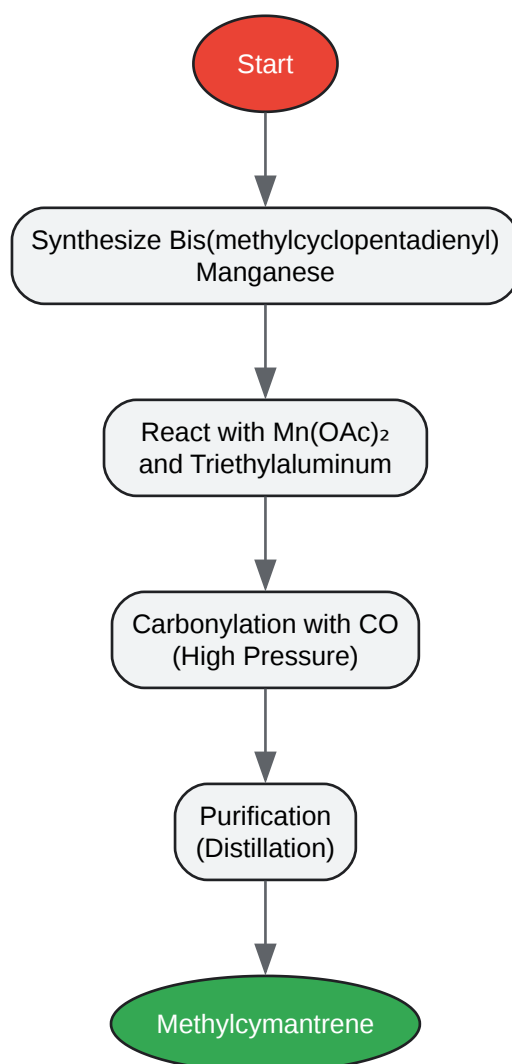 Start
Synthesize Bis(methylcyclopentadienyl)
Manganese
React with Mn(OAc)₂
and Triethylaluminum
Carbonylation with CO
(High Pressure)
Purification
(Distillation)
Methylcymantrene